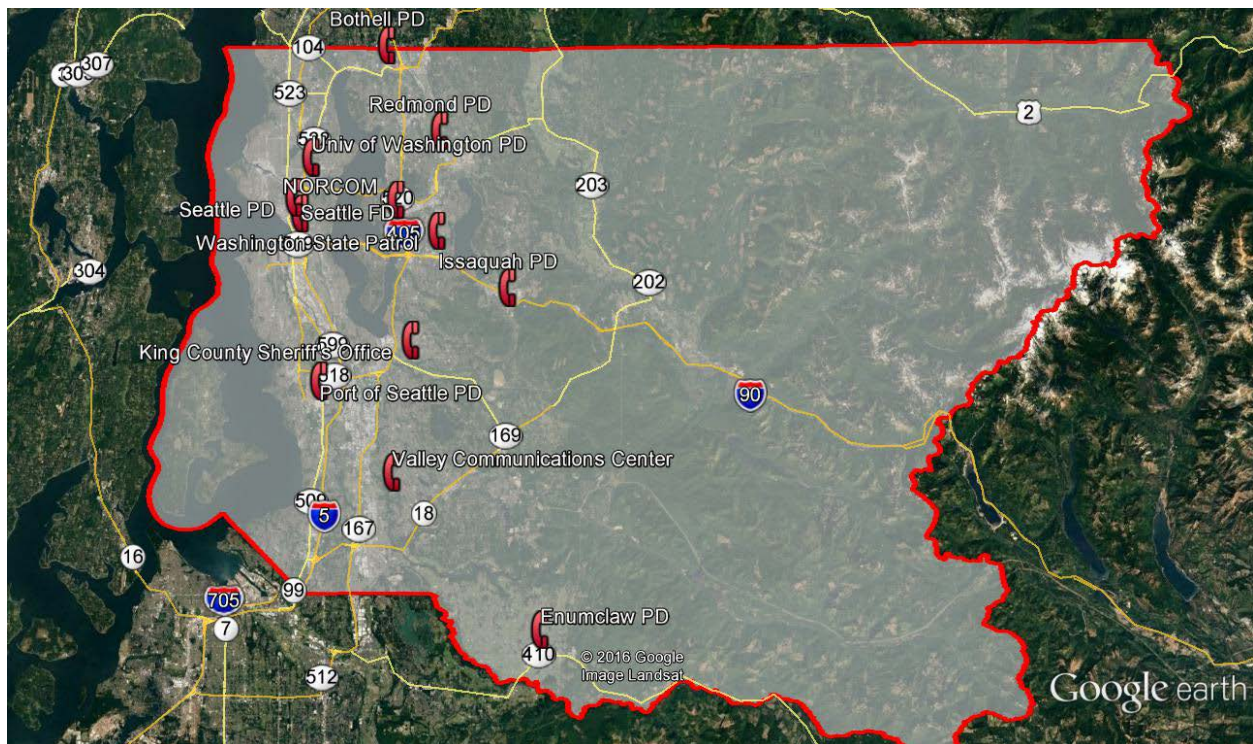 Bothell PD
104
307
523
2
Redmond PD
Univ of Washington PD
NORCOM
203
Seattle PD
Seattle FD
405
Washington State Patrol
Issaquah PD
304
202
King County Sheriff's Office
599
Port of Seattle PD
90
169
Valley Communications Center
509
5
18
167
16
99
705
7
Enumclaw PD
410
© 2016 Google
Image Landsat
512
Google earth